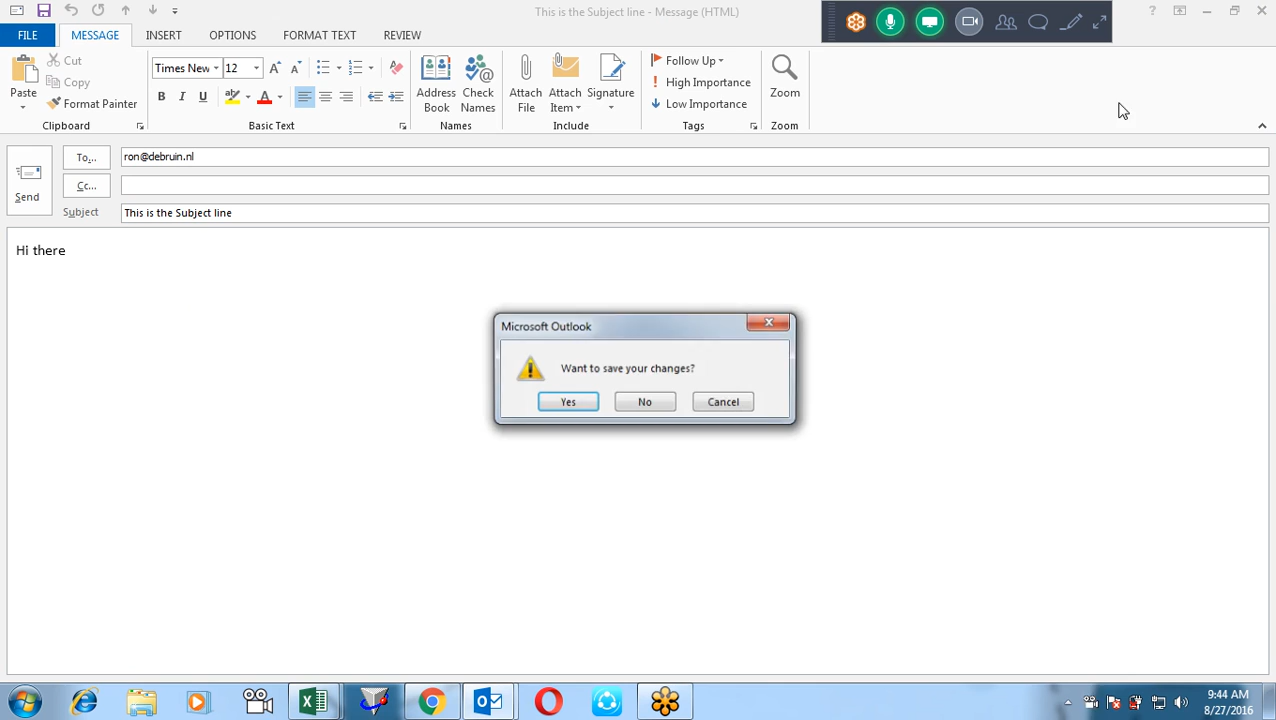 This the Subject line - Message (HTML)
FILE
MESSAGE
INSERT
OPTIONS
FORMAT TEXT
REVIEW
Paste
Cut
Copy
Format Painter
Clipboard
Times New
12
B I U
A
Basic Text
Address Book
Check Names
Names
Attach File
Attach Item
Signature
Include
Follow Up
High Importance
Low Importance
Tags
Zoom
Zoom
Send
To...
ron@debruin.nl
Cc...
Subject
This is the Subject line
Hi there
Microsoft Outlook
Want to save your changes?
Yes
No
Cancel
9:44 AM
8/27/2016